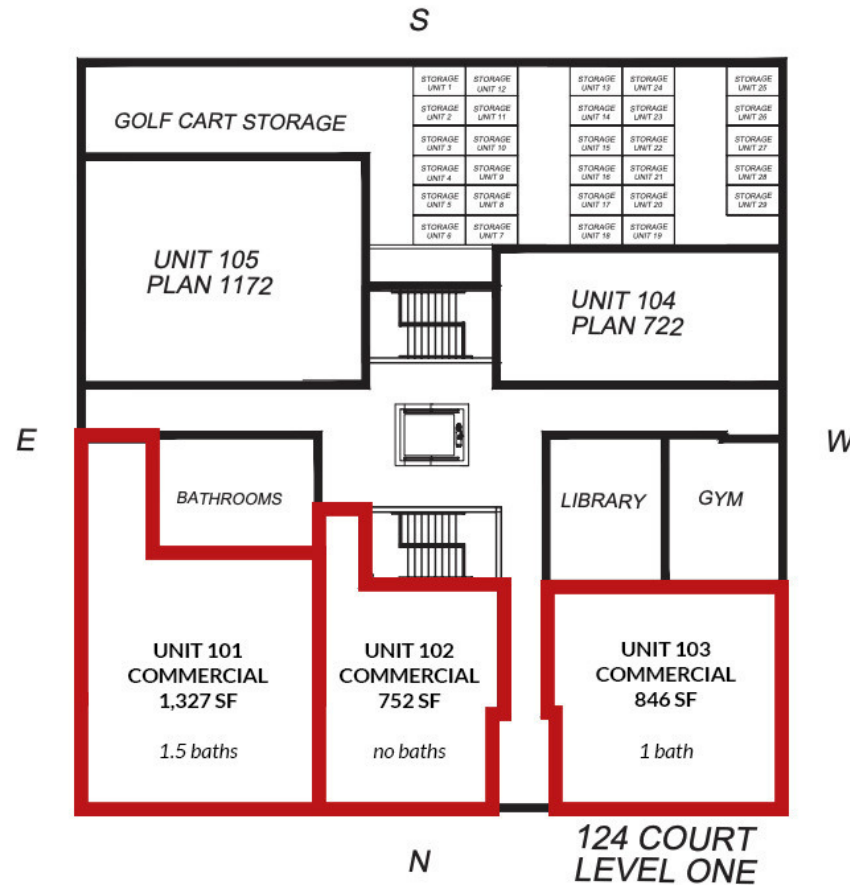 S
GOLF CART STORAGE
STORAGE
UNIT 1
STORAGE
UNIT 12
STORAGE
UNIT 13
STORAGE
UNIT 24
STORAGE
UNIT 25
STORAGE
UNIT 2
STORAGE
UNIT 11
STORAGE
UNIT 14
STORAGE
UNIT 23
STORAGE
UNIT 26
STORAGE
UNIT 3
STORAGE
UNIT 10
STORAGE
UNIT 15
STORAGE
UNIT 22
STORAGE
UNIT 27
STORAGE
UNIT 4
STORAGE
UNIT 9
STORAGE
UNIT 16
STORAGE
UNIT 21
STORAGE
UNIT 28
STORAGE
UNIT 5
STORAGE
UNIT 8
STORAGE
UNIT 17
STORAGE
UNIT 20
STORAGE
UNIT 29
STORAGE
UNIT 6
STORAGE
UNIT 7
STORAGE
UNIT 18
STORAGE
UNIT 19
UNIT 105
PLAN 1172
UNIT 104
PLAN 722
E
W
BATHROOMS
LIBRARY
GYM
UNIT 101
COMMERCIAL
1,327 SF
1.5 baths
UNIT 102
COMMERCIAL
752 SF
no baths
UNIT 103
COMMERCIAL
846 SF
1 bath
N
124 COURT
LEVEL ONE